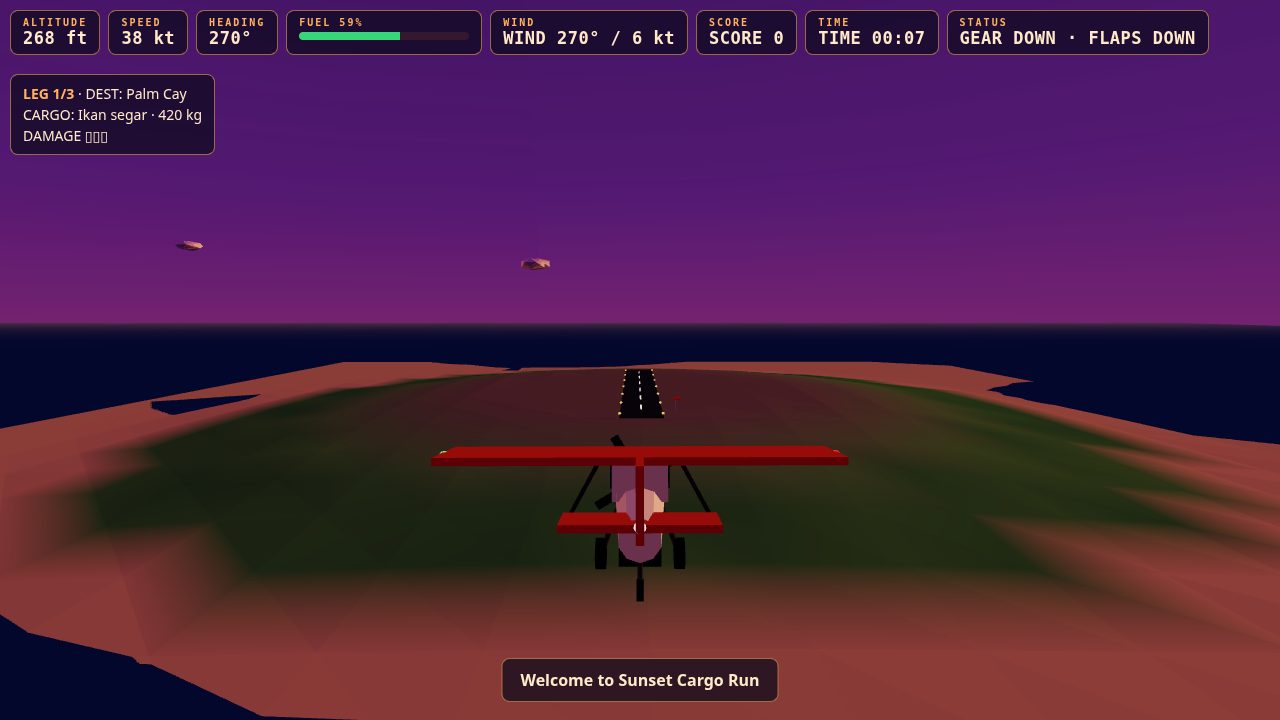 ALTITUDE
268 ft
SPEED
38 kt
HEADING
270°
FUEL 59%
WIND
WIND 270° / 6 kt
SCORE
SCORE 0
TIME
TIME 00:07
STATUS
GEAR DOWN · FLAPS DOWN
LEG 1/3 · DEST: Palm Cay
CARGO: Ikan segar · 420 kg
DAMAGE ▯▯▯
Welcome to Sunset Cargo Run